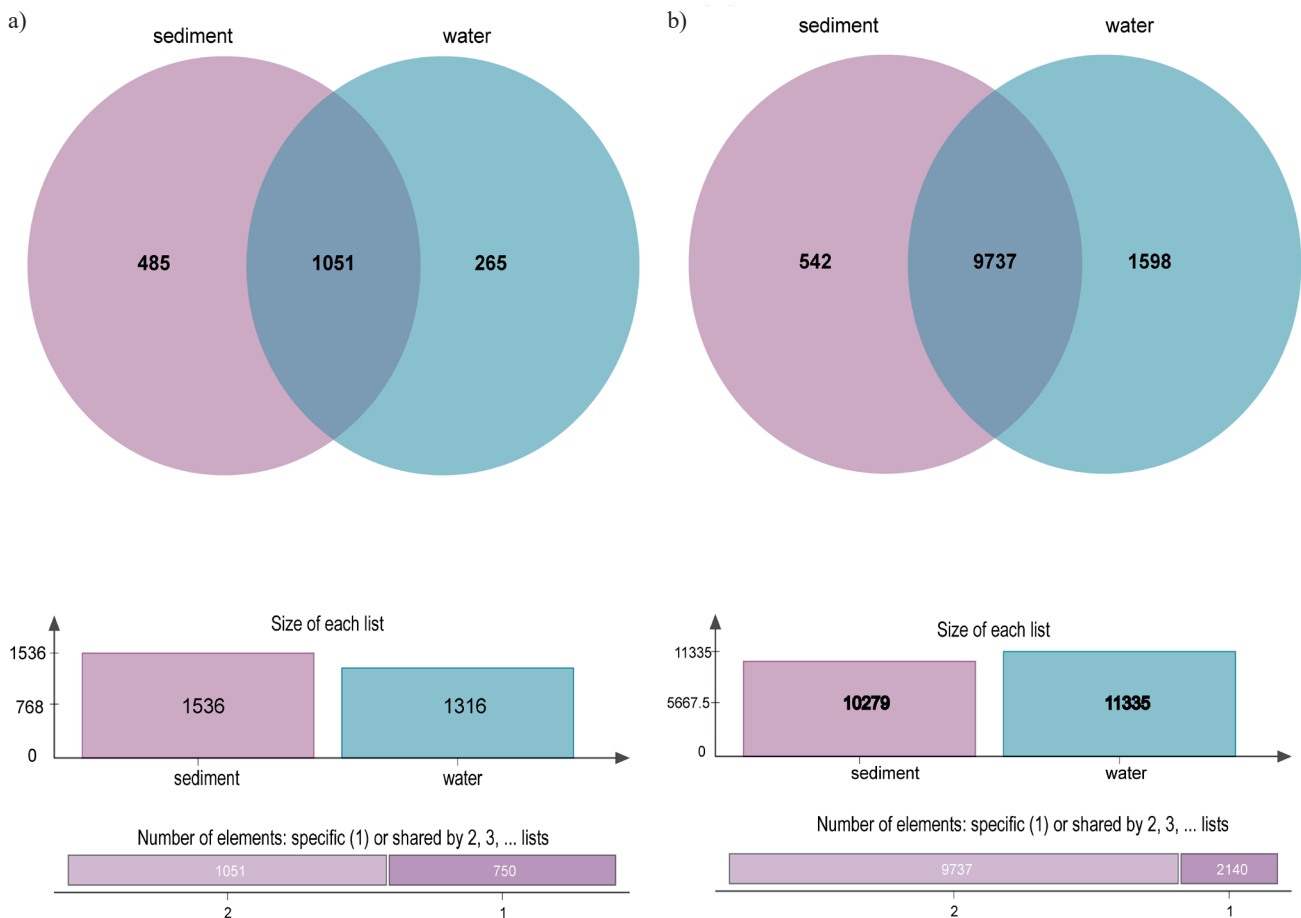 a)
sediment
water
485
1051
265
Size of each list
1536
768
0
1536
1316
sediment
water
Number of elements: specific (1) or shared by 2, 3, ... lists
1051
750
2
1
b)
sediment
water
542
9737
1598
Size of each list
11335
5667.5
0
10279
11335
sediment
water
Number of elements: specific (1) or shared by 2, 3, ... lists
9737
2140
2
1